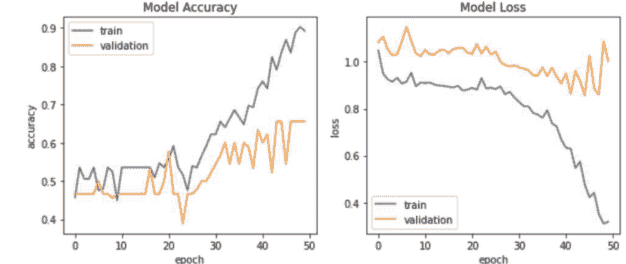 Model Accuracy
0.9
0.8
0.7
0.6
0.5
0.4
accuracy
train
validation
0 10 20 30 40 50
epoch
Model Loss
1.0
0.8
0.6
0.4
loss
train
validation
0 10 20 30 40 50
epoch